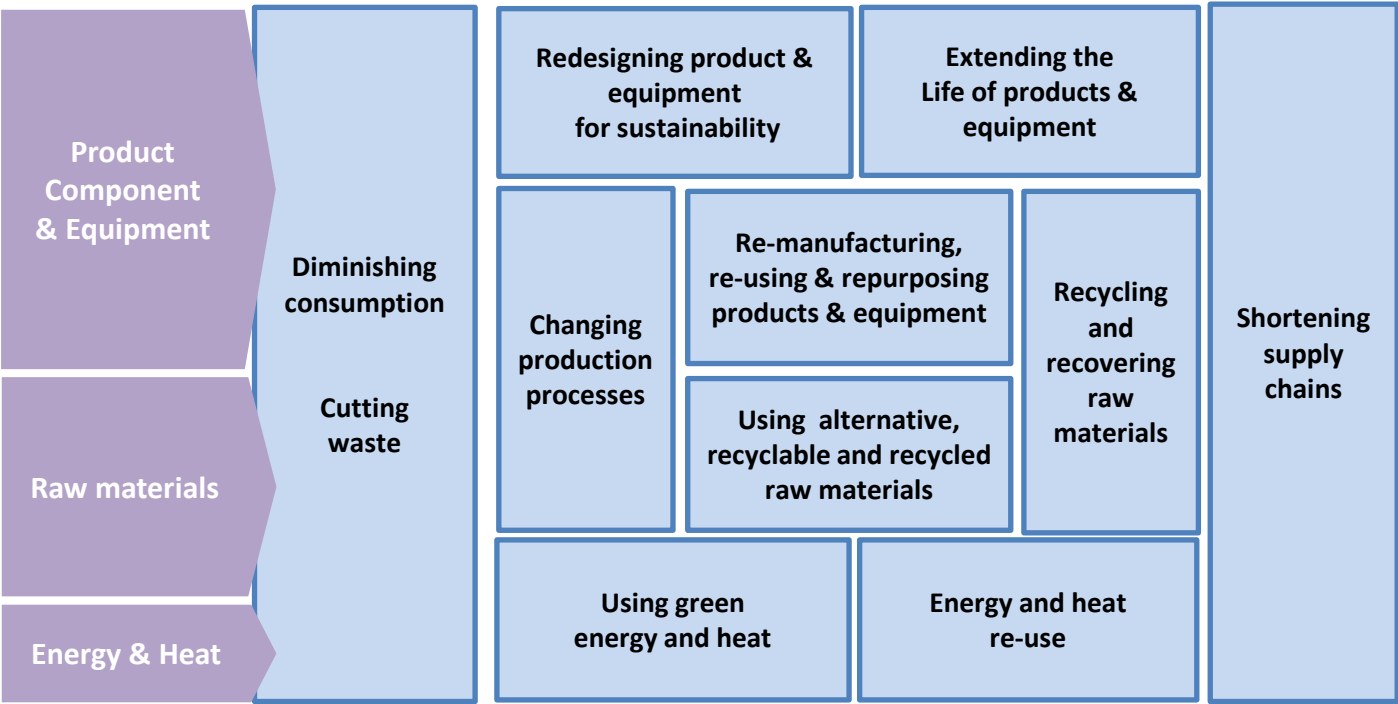 Product
Component
& Equipment
Raw materials
Energy & Heat
Diminishing
consumption
Cutting
waste
Redesigning product &
equipment
for sustainability
Extending the
Life of products &
equipment
Changing
production
processes
Re-manufacturing,
re-using & repurposing
products & equipment
Using alternative,
recyclable and recycled
raw materials
Recycling
and
recovering
raw
materials
Using green
energy and heat
Energy and heat
re-use
Shortening
supply
chains